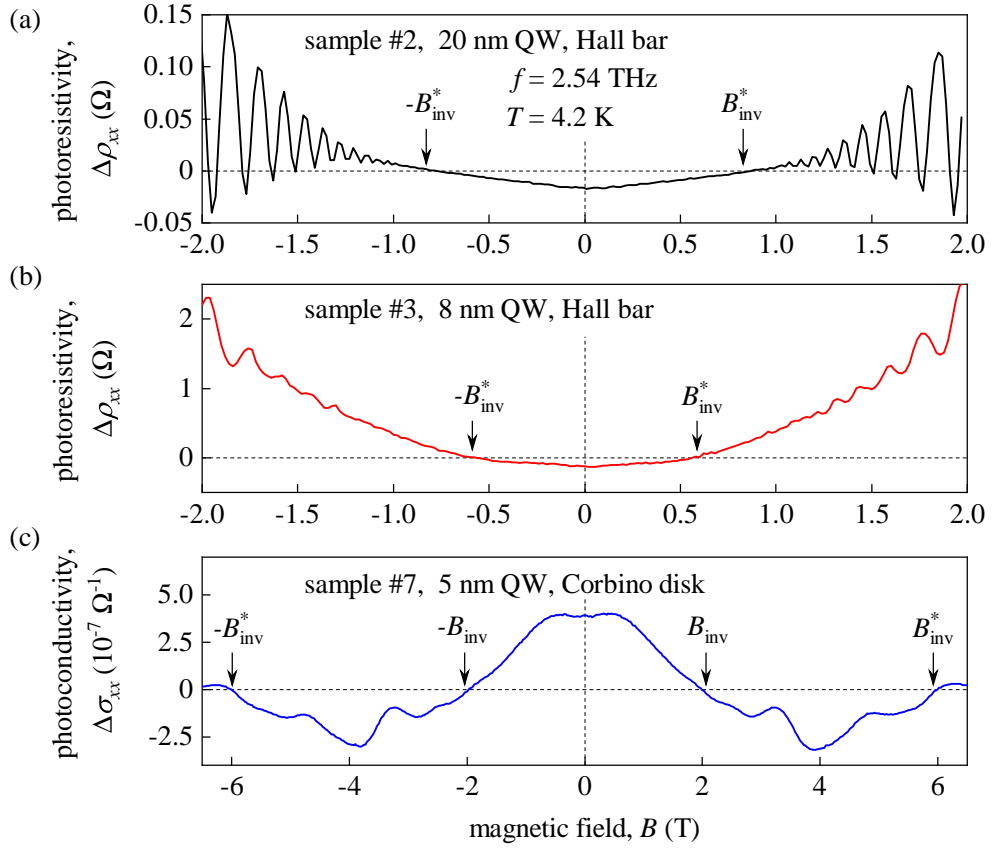 (a)
photoresistivity,
Δρxx (Ω)
0.15
0.10
0.05
0
-0.05
sample #2, 20 nm QW, Hall bar
f = 2.54 THz
T = 4.2 K
-B*inv
B*inv
-2.0 -1.5 -1.0 -0.5 0 0.5 1.0 1.5 2.0
(b)
photoresistivity,
Δρxx (Ω)
2
1
0
sample #3, 8 nm QW, Hall bar
-B*inv
B*inv
-2.0 -1.5 -1.0 -0.5 0 0.5 1.0 1.5 2.0
(c)
photoconductivity,
Δσxx (10⁻⁷ Ω⁻¹)
5.0
2.5
0
-2.5
sample #7, 5 nm QW, Corbino disk
-B*inv
-Binv
Binv
B*inv
-6 -4 -2 0 2 4 6
magnetic field, B (T)